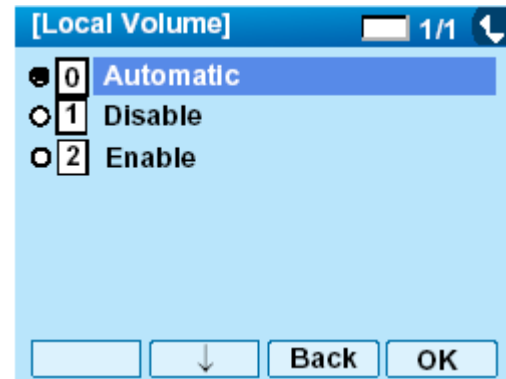 [Local Volume] 1/1
0 Automatic
1 Disable
2 Enable
↓ Back OK